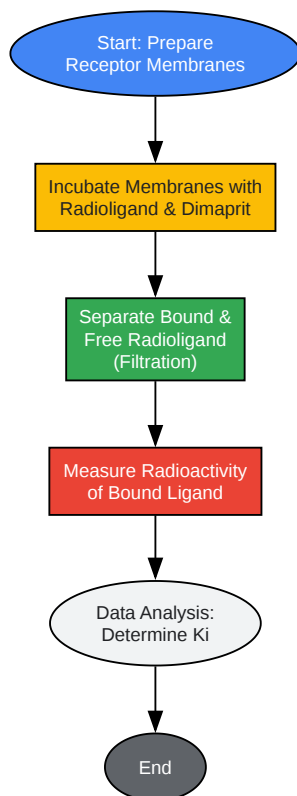 Start: Prepare
Receptor Membranes
Incubate Membranes with
Radioligand & Dimaprit
Separate Bound &
Free Radioligand
(Filtration)
Measure Radioactivity
of Bound Ligand
Data Analysis:
Determine Ki
End